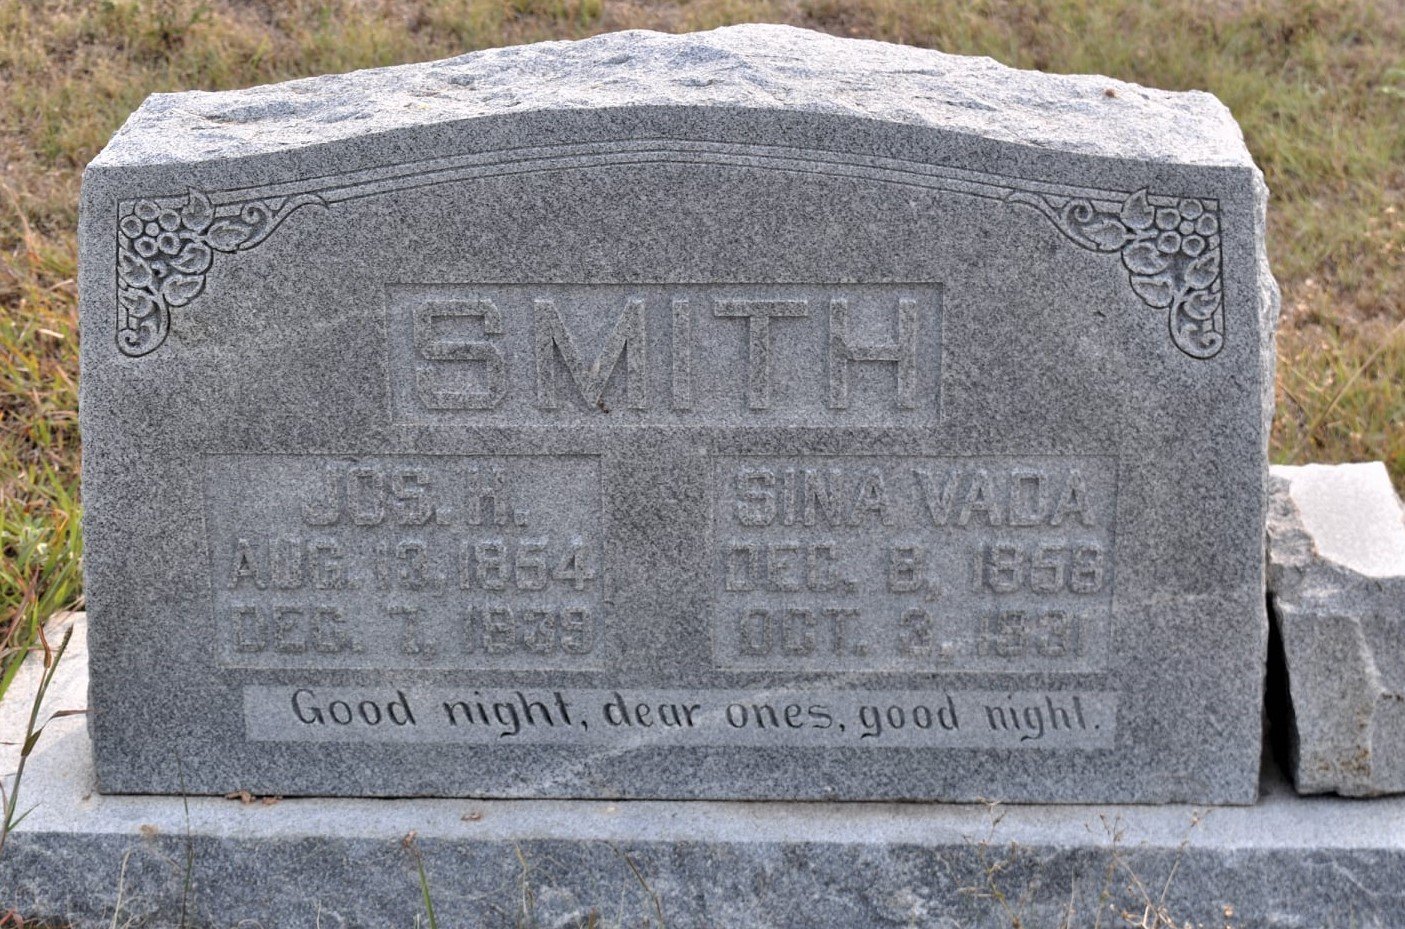 SMITH
JOS. H.
AUG. 13. 1854
DEC. 7, 1939
SINA VADA
DEC. 8, 1858
OCT. 3, 1931
Good night, dear ones, good night.